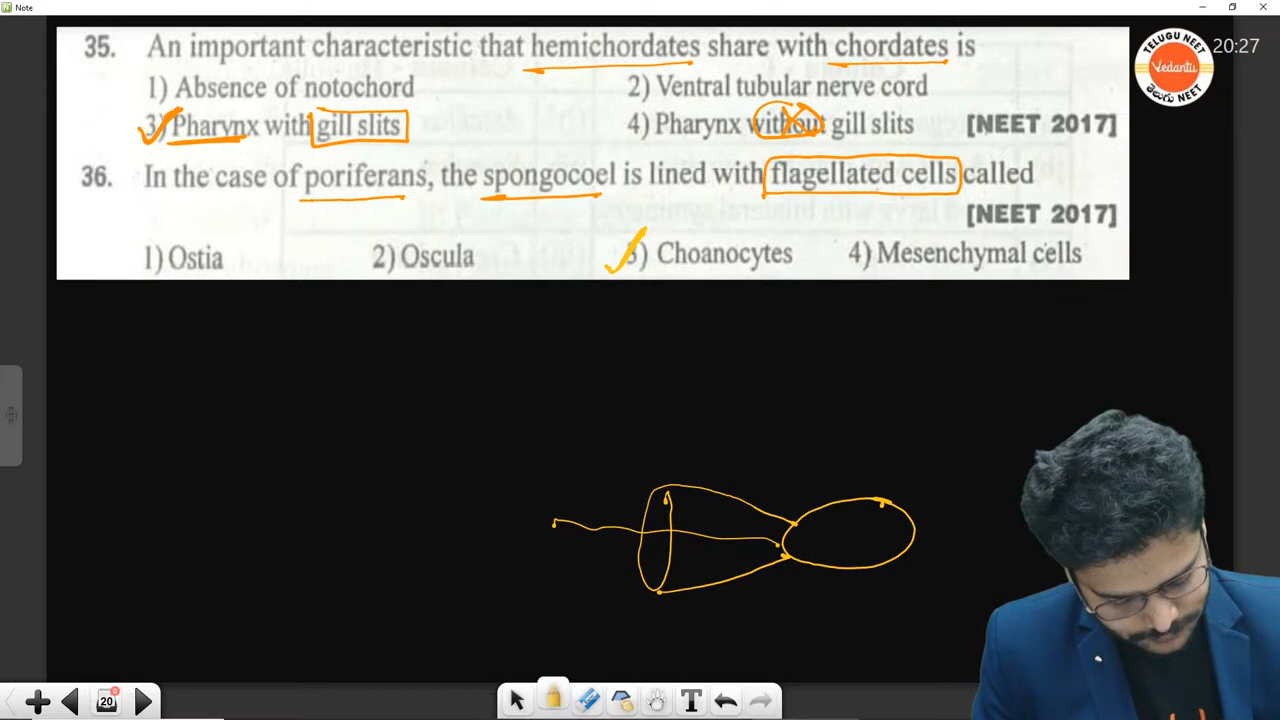 Note
35. An important characteristic that hemichordates share with chordates is
1) Absence of notochord 2) Ventral tubular nerve cord
3) Pharynx with gill slits 4) Pharynx without gill slits [NEET 2017]
36. In the case of poriferans, the spongocoel is lined with flagellated cells called
[NEET 2017]
1) Ostia 2) Oscula 3) Choanocytes 4) Mesenchymal cells
TELUGU NEET
Vedantu
తెలుగు NEET
20:27
20
0
T